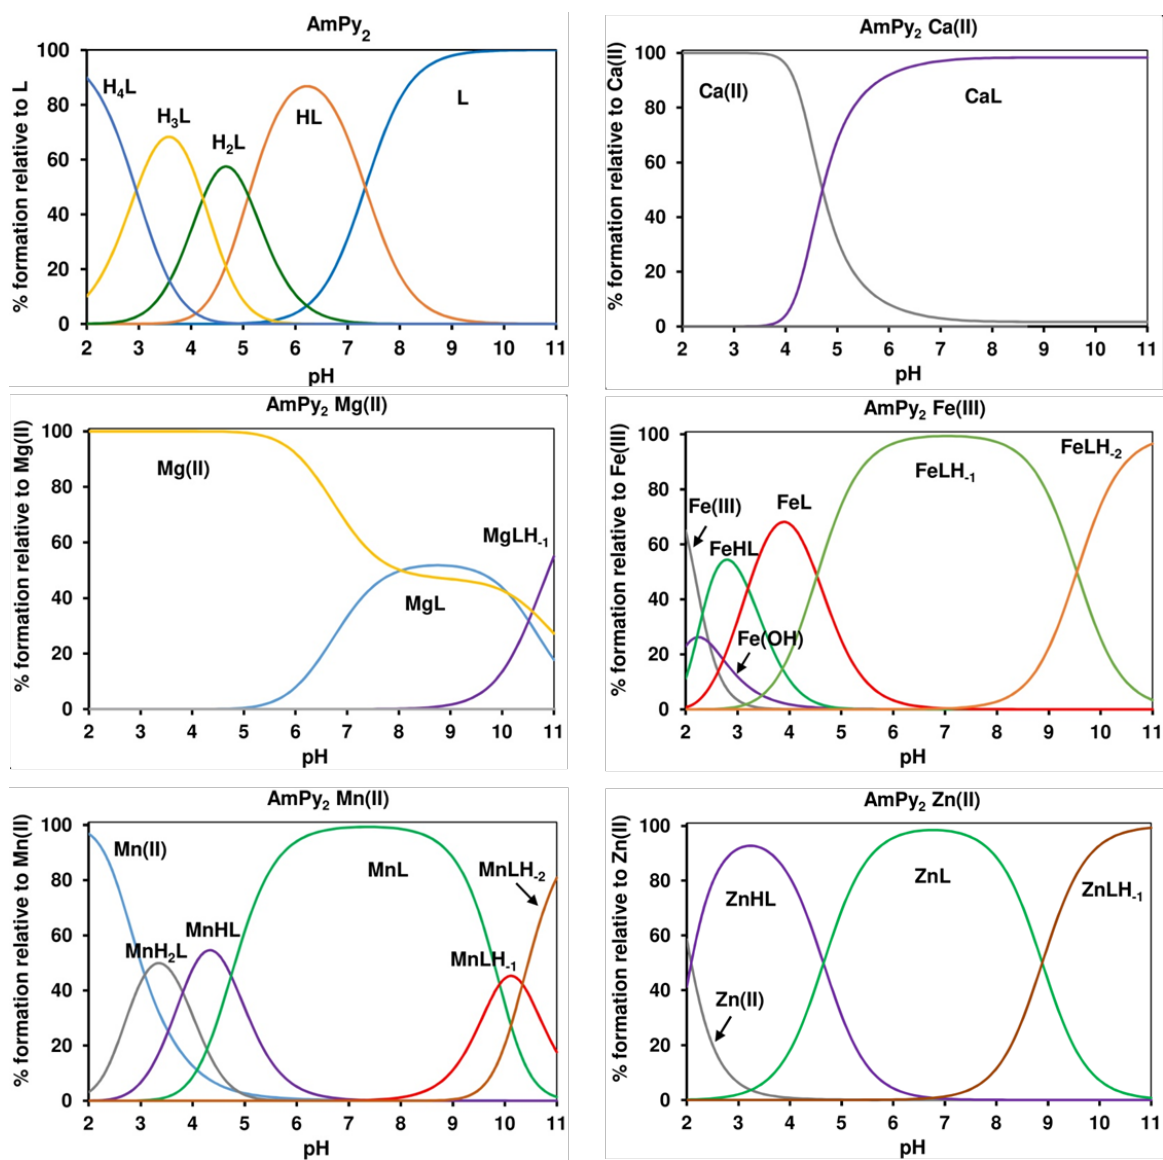 AmPy2
% formation relative to L
100
80
60
40
20
0
H4L
H3L
H2L
HL
L
2 3 4 5 6 7 8 9 10 11
pH
AmPy2 Ca(II)
% formation relative to Ca(II)
100
80
60
40
20
0
Ca(II)
CaL
2 3 4 5 6 7 8 9 10 11
pH
AmPy2 Mg(II)
% formation relative to Mg(II)
100
80
60
40
20
0
Mg(II)
MgL
MgLH-1
2 3 4 5 6 7 8 9 10 11
pH
AmPy2 Fe(III)
% formation relative to Fe(III)
100
80
60
40
20
0
Fe(III)
FeHL
FeL
Fe(OH)
FeLH-1
FeLH-2
2 3 4 5 6 7 8 9 10 11
pH
AmPy2 Mn(II)
% formation relative to Mn(II)
100
80
60
40
20
0
Mn(II)
MnH2L
MnHL
MnL
MnLH-1
MnLH-2
2 3 4 5 6 7 8 9 10 11
pH
AmPy2 Zn(II)
% formation relative to Zn(II)
100
80
60
40
20
0
ZnHL
Zn(II)
ZnL
ZnLH-1
2 3 4 5 6 7 8 9 10 11
pH